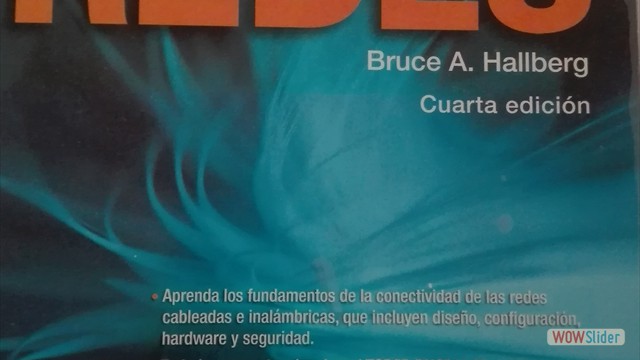 REDES
Bruce A. Hallberg
Cuarta edición
• Aprenda los fundamentos de la conectividad de las redes
cableadas e inalámbricas, que incluyen diseño, configuración,
hardware y seguridad.
WOWSlider